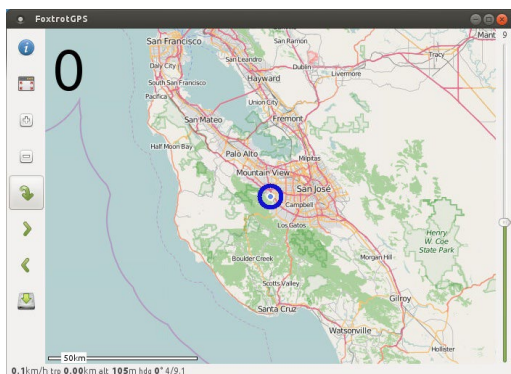 FoxtrotGPS
0
9
San Francisco
San Ramon
Mant
Tracy
Daly City
San Leandro
Dublin
Livermore
South San Francisco
Hayward
Pacifica
Union City
San Mateo
Fremont
Half Moon Bay
Palo Alto
Milpitas
Mountain View
San José
Campbell
Los Gatos
Henry
W. Coe
State Park
Boulder Creek
Morgan Hill
Scotts Valley
Gilroy
Santa Cruz
Watsonville
Hollister
50km
0.1km/h trp 0.00km alt 105m hdg 0° 4/9.1